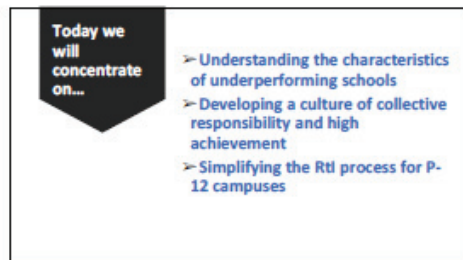 Today we
will
concentrate
on...
➢Understanding the characteristics
of underperforming schools
➢Developing a culture of collective
responsibility and high
achievement
➢Simplifying the RtI process for P-
12 campuses